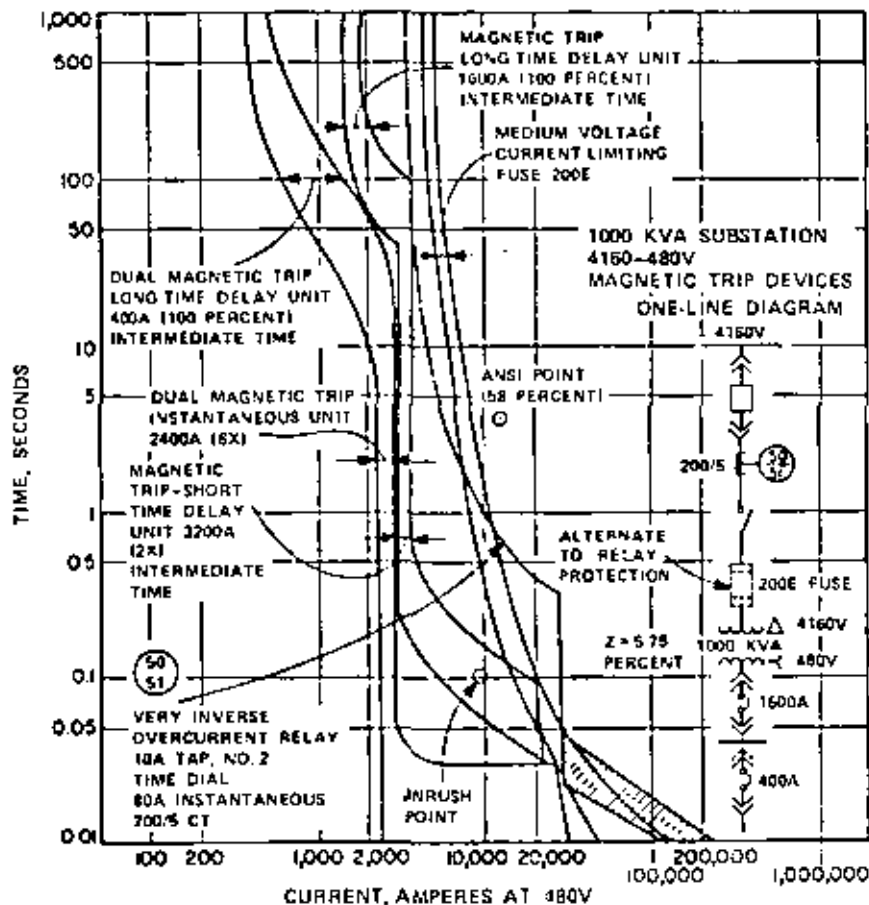 1,000
500
100
50
10
5
1
0.5
0.1
0.05
0.01
TIME, SECONDS
100
200
1,000
2,000
10,000
20,000
100,000
200,000
1,000,000
CURRENT, AMPERES AT 480V
MAGNETIC TRIP
LONG TIME DELAY UNIT
1600A (100 PERCENT)
INTERMEDIATE TIME
MEDIUM VOLTAGE
CURRENT LIMITING
FUSE 200E
DUAL MAGNETIC TRIP
LONG TIME DELAY UNIT
400A (100 PERCENT)
INTERMEDIATE TIME
DUAL MAGNETIC TRIP
INSTANTANEOUS UNIT
2400A (6X)
MAGNETIC
TRIP-SHORT
TIME DELAY
UNIT 3200A
(2X)
INTERMEDIATE
TIME
50
51
VERY INVERSE
OVERCURRENT RELAY
10A TAP, NO. 2
TIME DIAL
80A INSTANTANEOUS
200/5 CT
INRUSH
POINT
ANSI POINT
(58 PERCENT)
1000 KVA SUBSTATION
4160-480V
MAGNETIC TRIP DEVICES
ONE-LINE DIAGRAM
4160V
200/5
50
51
ALTERNATE
TO RELAY
PROTECTION
200E FUSE
4160V
1000 KVA
480V
Z = 5.75
PERCENT
1600A
400A